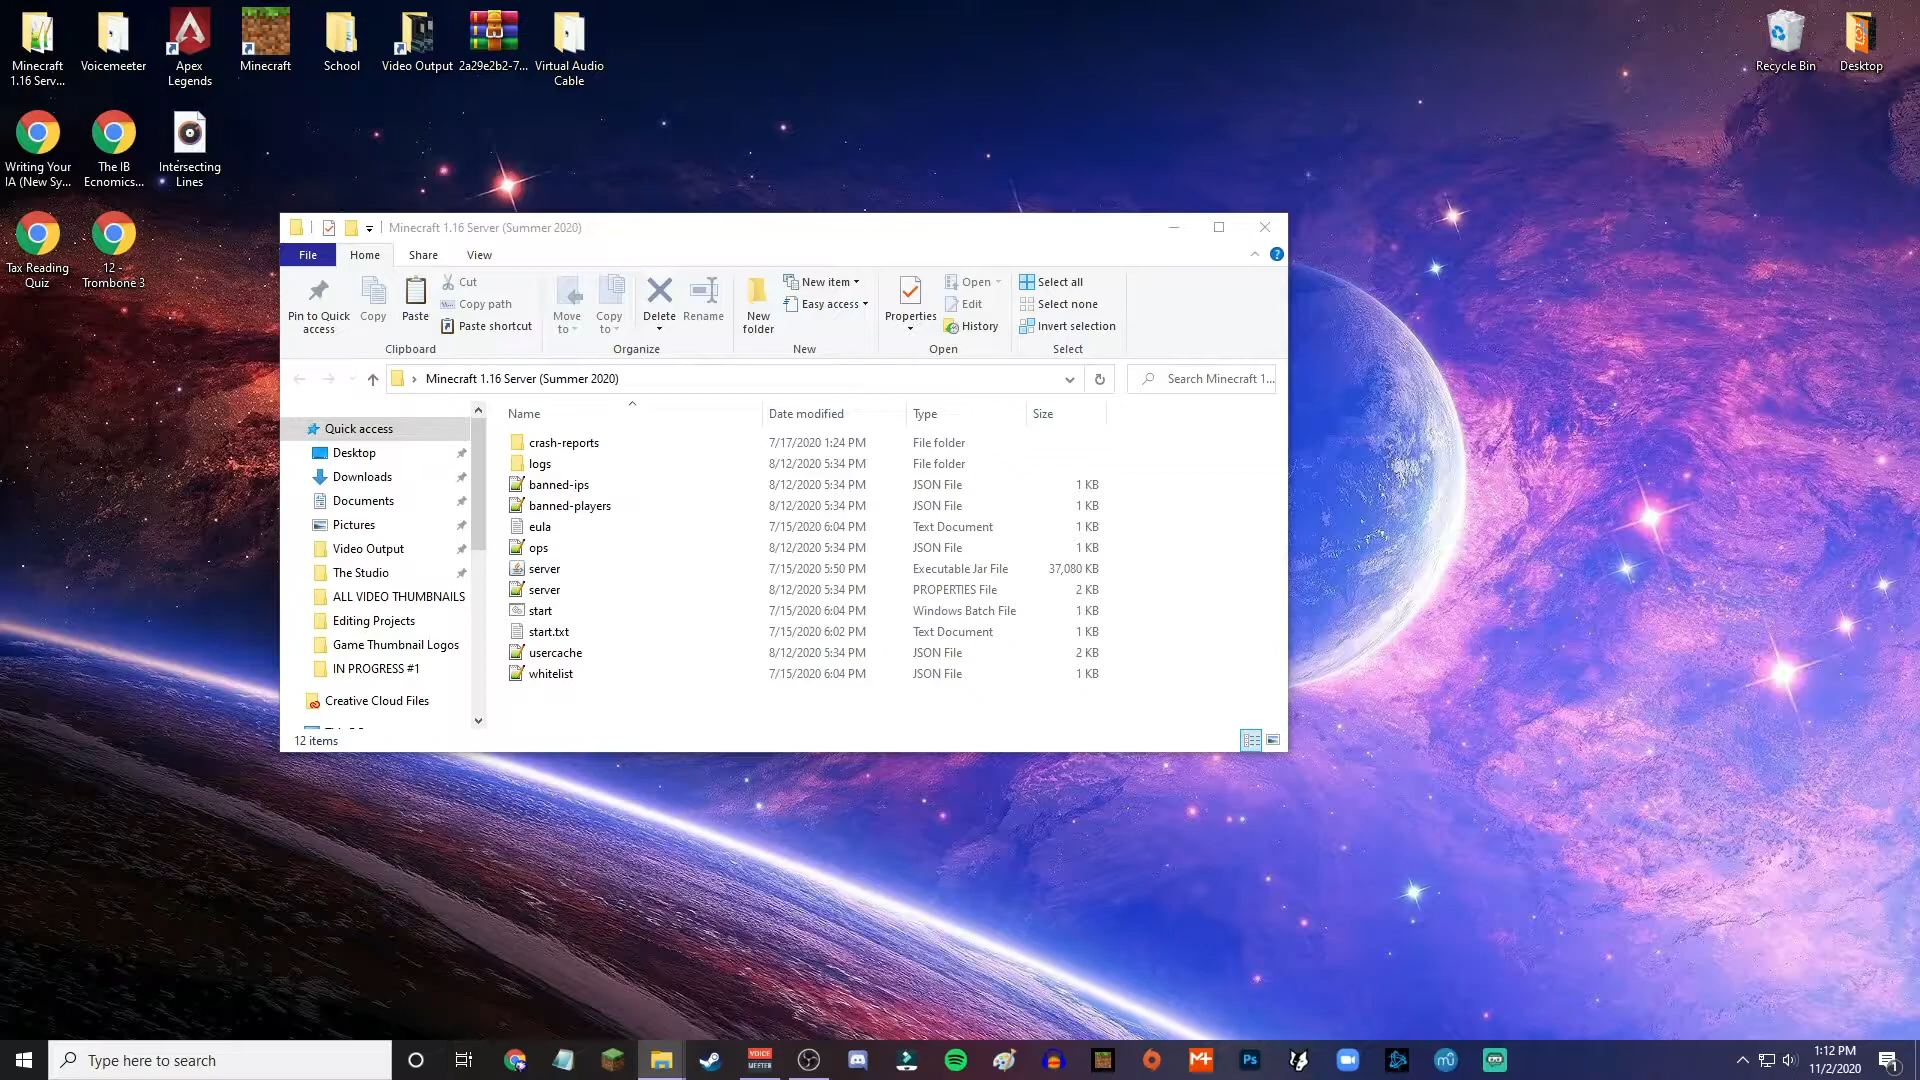 Minecraft
1.16 Serv...
Voicemeeter
Apex
Legends
Minecraft
School
Video Output
2a29e2b2-7...
Virtual Audio
Cable
Recycle Bin
Desktop
Writing Your
IA (New Sy...
The IB
Ecnomics...
Intersecting
Lines
Tax Reading
Quiz
12 -
Trombone 3
Minecraft 1.16 Server (Summer 2020)
File
Home
Share
View
Pin to Quick
access
Copy
Paste
Cut
Copy path
Paste shortcut
Clipboard
Move
to
Copy
to
Delete
Rename
Organize
New
folder
New item
Easy access
New
Properties
Open
Edit
History
Open
Select all
Select none
Invert selection
Select
Minecraft 1.16 Server (Summer 2020)
Search Minecraft 1...
Quick access
Desktop
Downloads
Documents
Pictures
Video Output
The Studio
ALL VIDEO THUMBNAILS
Editing Projects
Game Thumbnail Logos
IN PROGRESS #1
Creative Cloud Files
Name Date modified Type Size
crash-reports 7/17/2020 1:24 PM File folder
logs 8/12/2020 5:34 PM File folder
banned-ips 8/12/2020 5:34 PM JSON File 1 KB
banned-players 8/12/2020 5:34 PM JSON File 1 KB
eula 7/15/2020 6:04 PM Text Document 1 KB
ops 8/12/2020 5:34 PM JSON File 1 KB
server 7/15/2020 5:50 PM Executable Jar File 37,080 KB
server 8/12/2020 5:34 PM PROPERTIES File 2 KB
start 7/15/2020 6:04 PM Windows Batch File 1 KB
start.txt 7/15/2020 6:02 PM Text Document 1 KB
usercache 8/12/2020 5:34 PM JSON File 2 KB
whitelist 7/15/2020 6:04 PM JSON File 1 KB
12 items
Type here to search
VOICE
MEETER
Ps
1:12 PM
11/2/2020
1